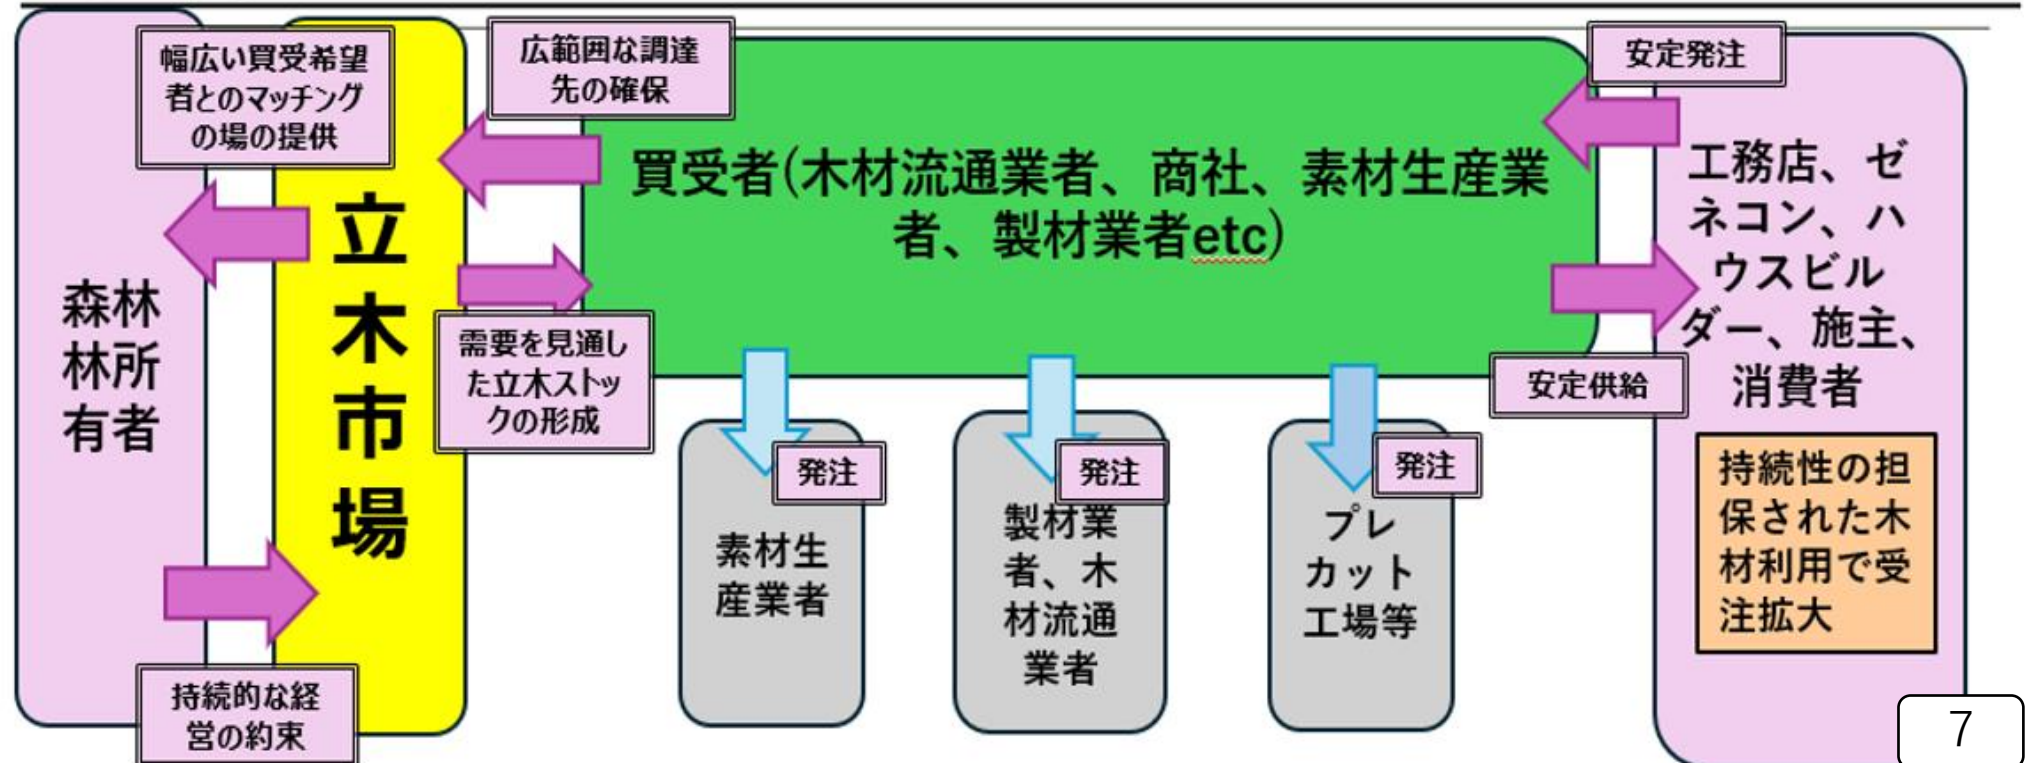 幅広い買受希望
者とのマッチング
の場の提供
森林
林所
有者
持続的な経
営の約束
立
木
市
場
広範囲な調達
先の確保
需要を見通し
た立木ストッ
クの形成
買受者(木材流通業者、商社、素材生産業
者、製材業者etc)
発注
素材生
産業者
発注
製材業
者、木
材流通
業者
発注
プレ
カット
工場等
安定発注
安定供給
工務店、ゼ
ネコン、ハ
ウスビル
ダー、施主、
消費者
持続性の担
保された木
材利用で受
注拡大
7